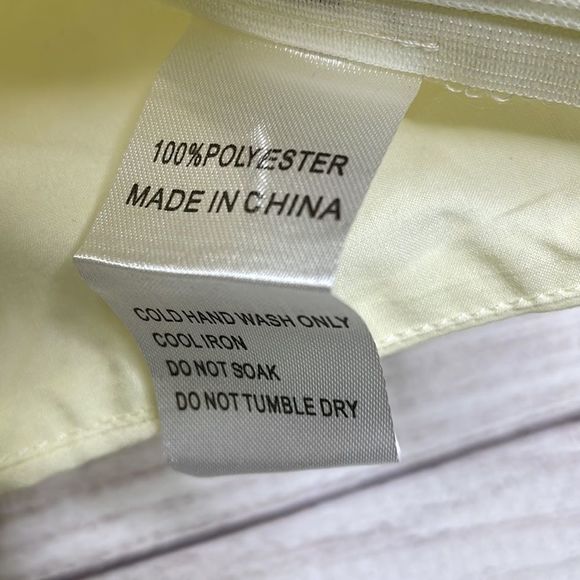 100%POLYESTER
MADE IN CHINA
COLD HAND WASH ONLY
COOL IRON
DO NOT SOAK
DO NOT TUMBLE DRY